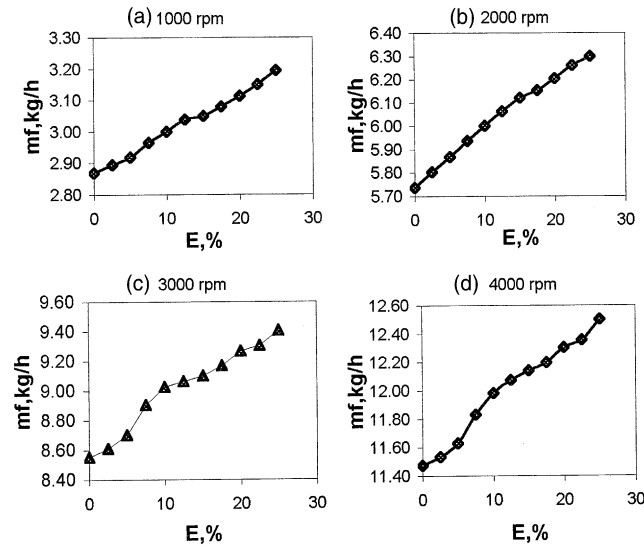 (a) 1000 rpm
3.30
3.20
3.10
3.00
2.90
2.80
0 10 20 30
mf,kg/h
E,%
(b) 2000 rpm
6.40
6.30
6.20
6.10
6.00
5.90
5.80
5.70
0 10 20 30
mf,kg/h
E,%
(c) 3000 rpm
9.60
9.40
9.20
9.00
8.80
8.60
8.40
0 10 20 30
mf,kg/h
E,%
(d) 4000 rpm
12.60
12.40
12.20
12.00
11.80
11.60
11.40
0 10 20 30
mf,kg/h
E,%